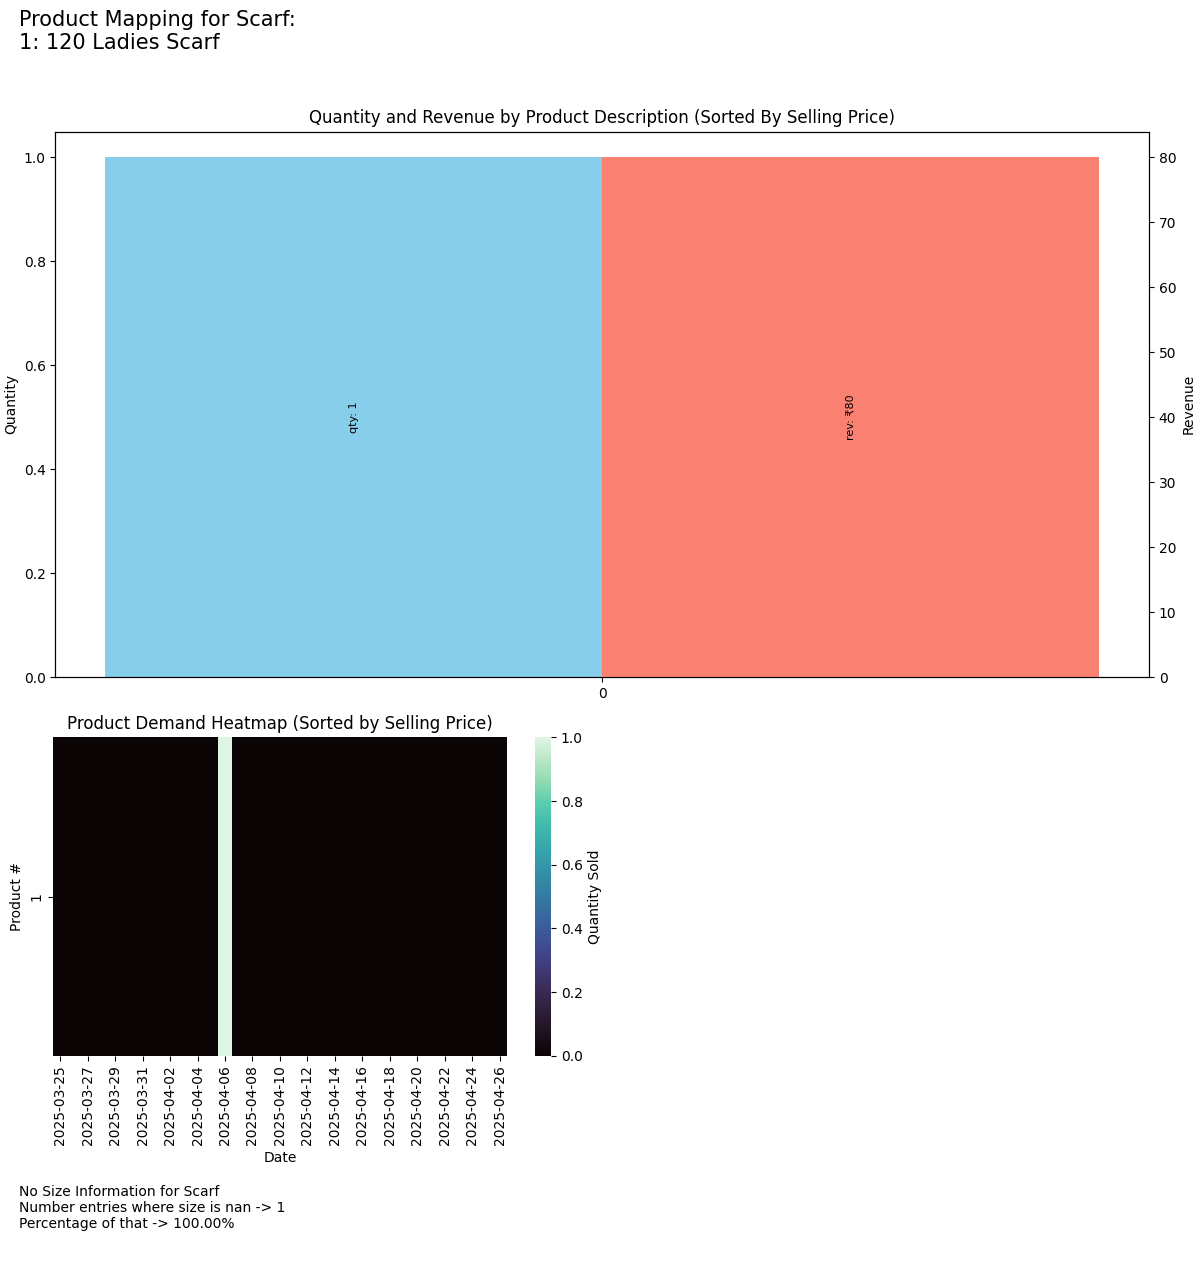 Product Mapping for Scarf:
1: 120 Ladies Scarf
Quantity and Revenue by Product Description (Sorted By Selling Price)
1.0
0.8
0.6
0.4
0.2
0.0
Quantity
qty: 1
rev: ₹80
80
70
60
50
40
30
20
10
0
Revenue
0
Product Demand Heatmap (Sorted by Selling Price)
Product #
1
1.0
0.8
0.6
0.4
0.2
0.0
Quantity Sold
2025-03-25
2025-03-27
2025-03-29
2025-03-31
2025-04-02
2025-04-04
2025-04-06
2025-04-08
2025-04-10
2025-04-12
2025-04-14
2025-04-16
2025-04-18
2025-04-20
2025-04-22
2025-04-24
2025-04-26
Date
No Size Information for Scarf
Number entries where size is nan -> 1
Percentage of that -> 100.00%